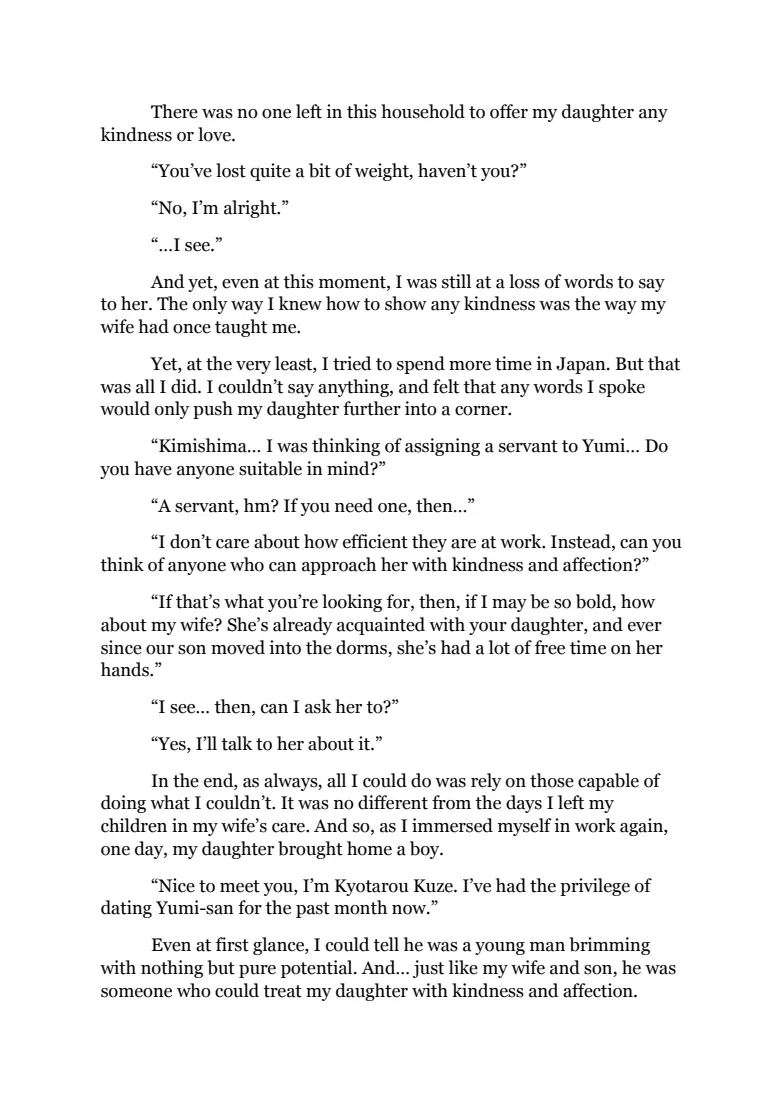 There was no one left in this household to offer my daughter any
kindness or love.
“You’ve lost quite a bit of weight, haven’t you?”
“No, I’m alright.”
“…I see.”
And yet, even at this moment, I was still at a loss of words to say
to her. The only way I knew how to show any kindness was the way my
wife had once taught me.
Yet, at the very least, I tried to spend more time in Japan. But that
was all I did. I couldn’t say anything, and felt that any words I spoke
would only push my daughter further into a corner.
“Kimishima… I was thinking of assigning a servant to Yumi… Do
you have anyone suitable in mind?”
“A servant, hm? If you need one, then…”
“I don’t care about how efficient they are at work. Instead, can you
think of anyone who can approach her with kindness and affection?”
“If that’s what you’re looking for, then, if I may be so bold, how
about my wife? She’s already acquainted with your daughter, and ever
since our son moved into the dorms, she’s had a lot of free time on her
hands.”
“I see… then, can I ask her to?”
“Yes, I’ll talk to her about it.”
In the end, as always, all I could do was rely on those capable of
doing what I couldn’t. It was no different from the days I left my
children in my wife’s care. And so, as I immersed myself in work again,
one day, my daughter brought home a boy.
“Nice to meet you, I’m Kyotarou Kuze. I’ve had the privilege of
dating Yumi-san for the past month now.”
Even at first glance, I could tell he was a young man brimming
with nothing but pure potential. And… just like my wife and son, he was
someone who could treat my daughter with kindness and affection.